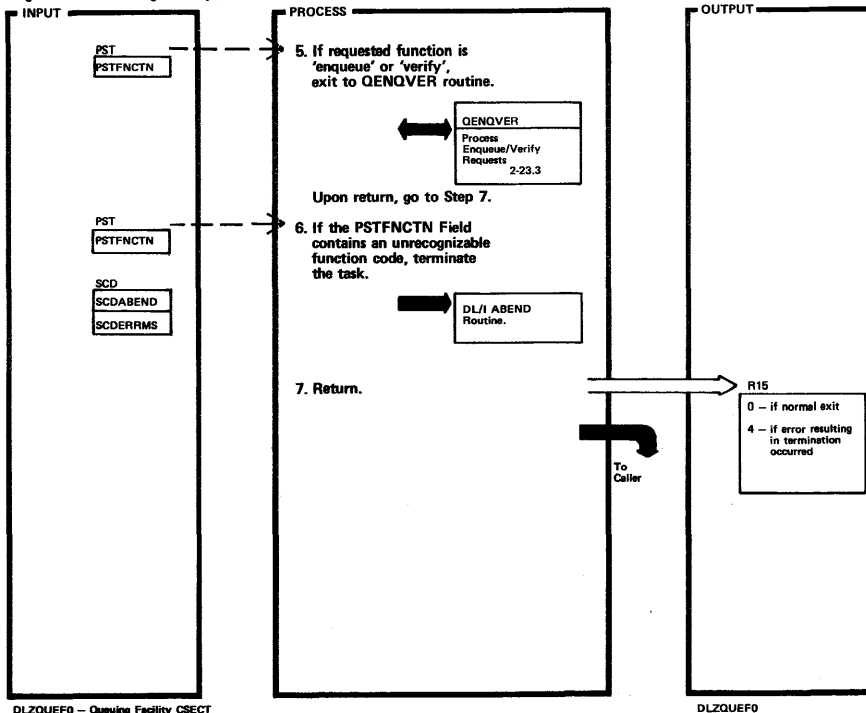 INPUT
PROCESS
OUTPUT
PST
PSTFNCTN
5. If requested function is
'enqueue' or 'verify',
exit to QENQVER routine.
QENQVER
Process
Enqueue/Verify
Requests
2-23.3
Upon return, go to Step 7.
PST
PSTFNCTN
6. If the PSTFNCTN Field
contains an unrecognizable
function code, terminate
the task.
SCD
SCDABEND
SCDERRMS
DL/I ABEND
Routine.
7. Return.
R15
0 – if normal exit
4 – if error resulting
in termination
occurred
To
Caller
DLZQUEF0 – Queuing Facility CSECT
DLZQUEF0